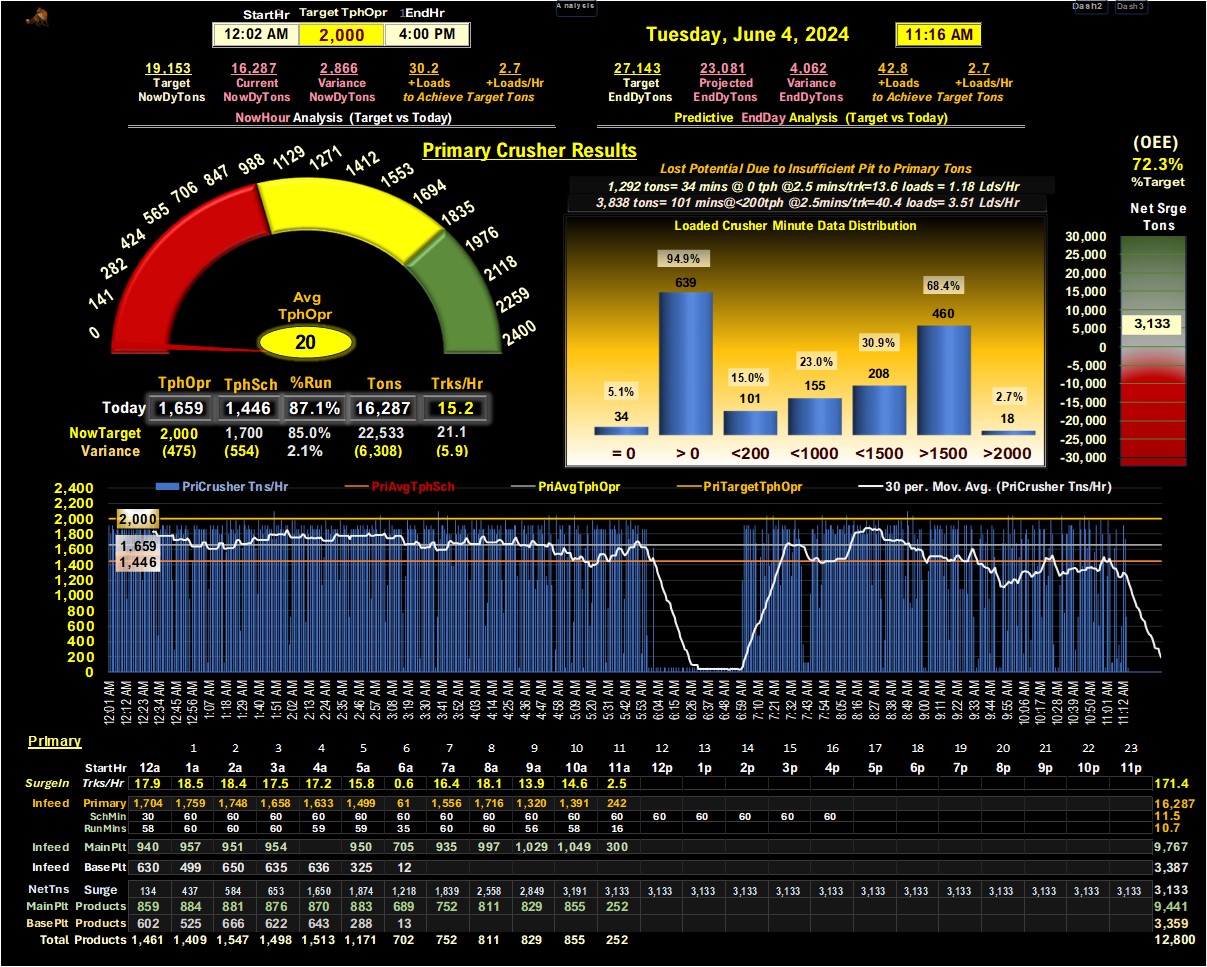 Analysis
Dash2 Dash3
StartHr Target TphOpr 1EndHr
12:02 AM 2,000 4:00 PM
Tuesday, June 4, 2024 11:16 AM
19,153 16,287 2,866 30.2 2.7
Target Current Variance +Loads +Loads/Hr
NowDyTons NowDyTons NowDyTons to Achieve Target Tons
NowHour Analysis (Target vs Today)
27,143 23,081 4,062 42.8 2.7
Target Projected Variance +Loads +Loads/Hr
EndDyTons EndDyTons EndDyTons to Achieve Target Tons
Predictive EndDay Analysis (Target vs Today)
Primary Crusher Results
0 141 282 424 565 706 847 988 1129 1271 1412 1553 1694 1835 1976 2118 2259 2400
Avg
TphOpr
20
TphOpr TphSch %Run Tons Trks/Hr
Today 1,659 1,446 87.1% 16,287 15.2
NowTarget 2,000 1,700 85.0% 22,533 21.1
Variance (475) (554) 2.1% (6,308) (5.9)
Lost Potential Due to Insufficient Pit to Primary Tons
1,292 tons= 34 mins @ 0 tph @2.5 mins/trk=13.6 loads = 1.18 Lds/Hr
3,838 tons= 101 mins@<200tph @2.5mins/trk=40.4 loads= 3.51 Lds/Hr
Loaded Crusher Minute Data Distribution
5.1% 94.9% 15.0% 23.0% 30.9% 68.4% 2.7%
34 639 101 155 208 460 18
= 0 > 0 <200 <1000 <1500 >1500 >2000
(OEE)
72.3%
%Target
Net Srge
Tons
30,000
25,000
20,000
15,000
10,000
5,000
0
-5,000
-10,000
-15,000
-20,000
-25,000
-30,000
3,133
PriCrusher Tns/Hr PriAvgTphSch PriAvgTphOpr PriTargetTphOpr 30 per. Mov. Avg. (PriCrusher Tns/Hr)
2,400
2,200
2,000
1,800
1,600
1,400
1,200
1,000
800
600
400
200
0
2,000
1,659
1,446
12:01 AM 12:12 AM 12:23 AM 12:34 AM 12:45 AM 12:56 AM 1:07 AM 1:18 AM 1:29 AM 1:40 AM 1:51 AM 2:02 AM 2:13 AM 2:24 AM 2:35 AM 2:46 AM 2:57 AM 3:08 AM 3:19 AM 3:30 AM 3:41 AM 3:52 AM 4:03 AM 4:14 AM 4:25 AM 4:36 AM 4:47 AM 4:58 AM 5:09 AM 5:20 AM 5:31 AM 5:42 AM 5:53 AM 6:04 AM 6:15 AM 6:26 AM 6:37 AM 6:48 AM 6:59 AM 7:10 AM 7:21 AM 7:32 AM 7:43 AM 7:54 AM 8:05 AM 8:16 AM 8:27 AM 8:38 AM 8:49 AM 9:00 AM 9:11 AM 9:22 AM 9:33 AM 9:44 AM 9:55 AM 10:06 AM 10:17 AM 10:28 AM 10:39 AM 10:50 AM 11:01 AM 11:12 AM
Primary
1 2 3 4 5 6 7 8 9 10 11 12 13 14 15 16 17 18 19 20 21 22 23
StartHr 12a 1a 2a 3a 4a 5a 6a 7a 8a 9a 10a 11a 12p 1p 2p 3p 4p 5p 6p 7p 8p 9p 10p 11p
SurgeIn Trks/Hr 17.9 18.5 18.4 17.5 17.2 15.8 0.6 16.4 18.1 13.9 14.6 2.5 171.4
Infeed Primary 1,704 1,759 1,748 1,658 1,633 1,499 61 1,556 1,716 1,320 1,391 242 16,287
SchMin 30 60 60 60 60 60 60 60 60 60 60 60 60 60 60 60 60 11.5
RunMins 58 60 60 60 59 59 35 60 60 56 58 16 10.7
Infeed MainPlt 940 957 951 954 950 705 935 997 1,029 1,049 300 9,767
Infeed BasePlt 630 499 650 635 636 325 12 3,387
NetTns Surge 134 437 584 653 1,650 1,874 1,218 1,839 2,558 2,849 3,191 3,133 3,133 3,133 3,133 3,133 3,133 3,133 3,133 3,133 3,133 3,133 3,133 3,133 3,133
MainPlt Products 859 884 881 876 870 883 689 752 811 829 855 252 9,441
BasePlt Products 602 525 666 622 643 288 13 3,359
Total Products 1,461 1,409 1,547 1,498 1,513 1,171 702 752 811 829 855 252 12,800